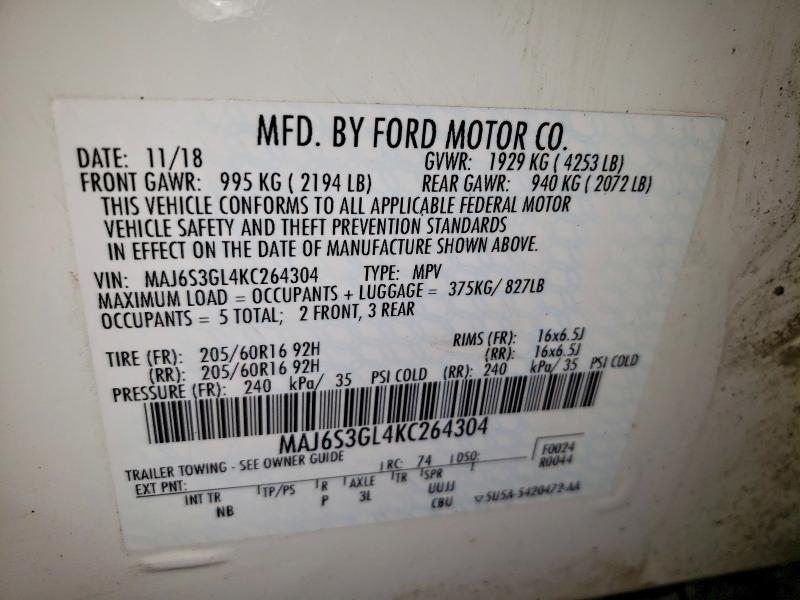 MFD. BY FORD MOTOR CO.
DATE: 11/18 GVWR: 1929 KG ( 4253 LB)
FRONT GAWR: 995 KG ( 2194 LB) REAR GAWR: 940 KG ( 2072 LB)
THIS VEHICLE CONFORMS TO ALL APPLICABLE FEDERAL MOTOR
VEHICLE SAFETY AND THEFT PREVENTION STANDARDS
IN EFFECT ON THE DATE OF MANUFACTURE SHOWN ABOVE.
VIN: MAJ6S3GL4KC264304 TYPE: MPV
MAXIMUM LOAD = OCCUPANTS + LUGGAGE = 375KG/ 827LB
OCCUPANTS = 5 TOTAL; 2 FRONT, 3 REAR
TIRE (FR): 205/60R16 92H RIMS (FR): 16x6.5J
(RR): 205/60R16 92H (RR): 16x6.5J
PRESSURE (FR): 240 kPa/ 35 PSI COLD (RR): 240 kPa/ 35 PSI COLD
MAJ6S3GL4KC264304
TRAILER TOWING - SEE OWNER GUIDE F0024
EXT PNT: RC: 74 DSO: R0044
INT TR TP/PS R AXLE TR SPR
NB P 3L UUJJ
CBU 5U5A-5420472-AA